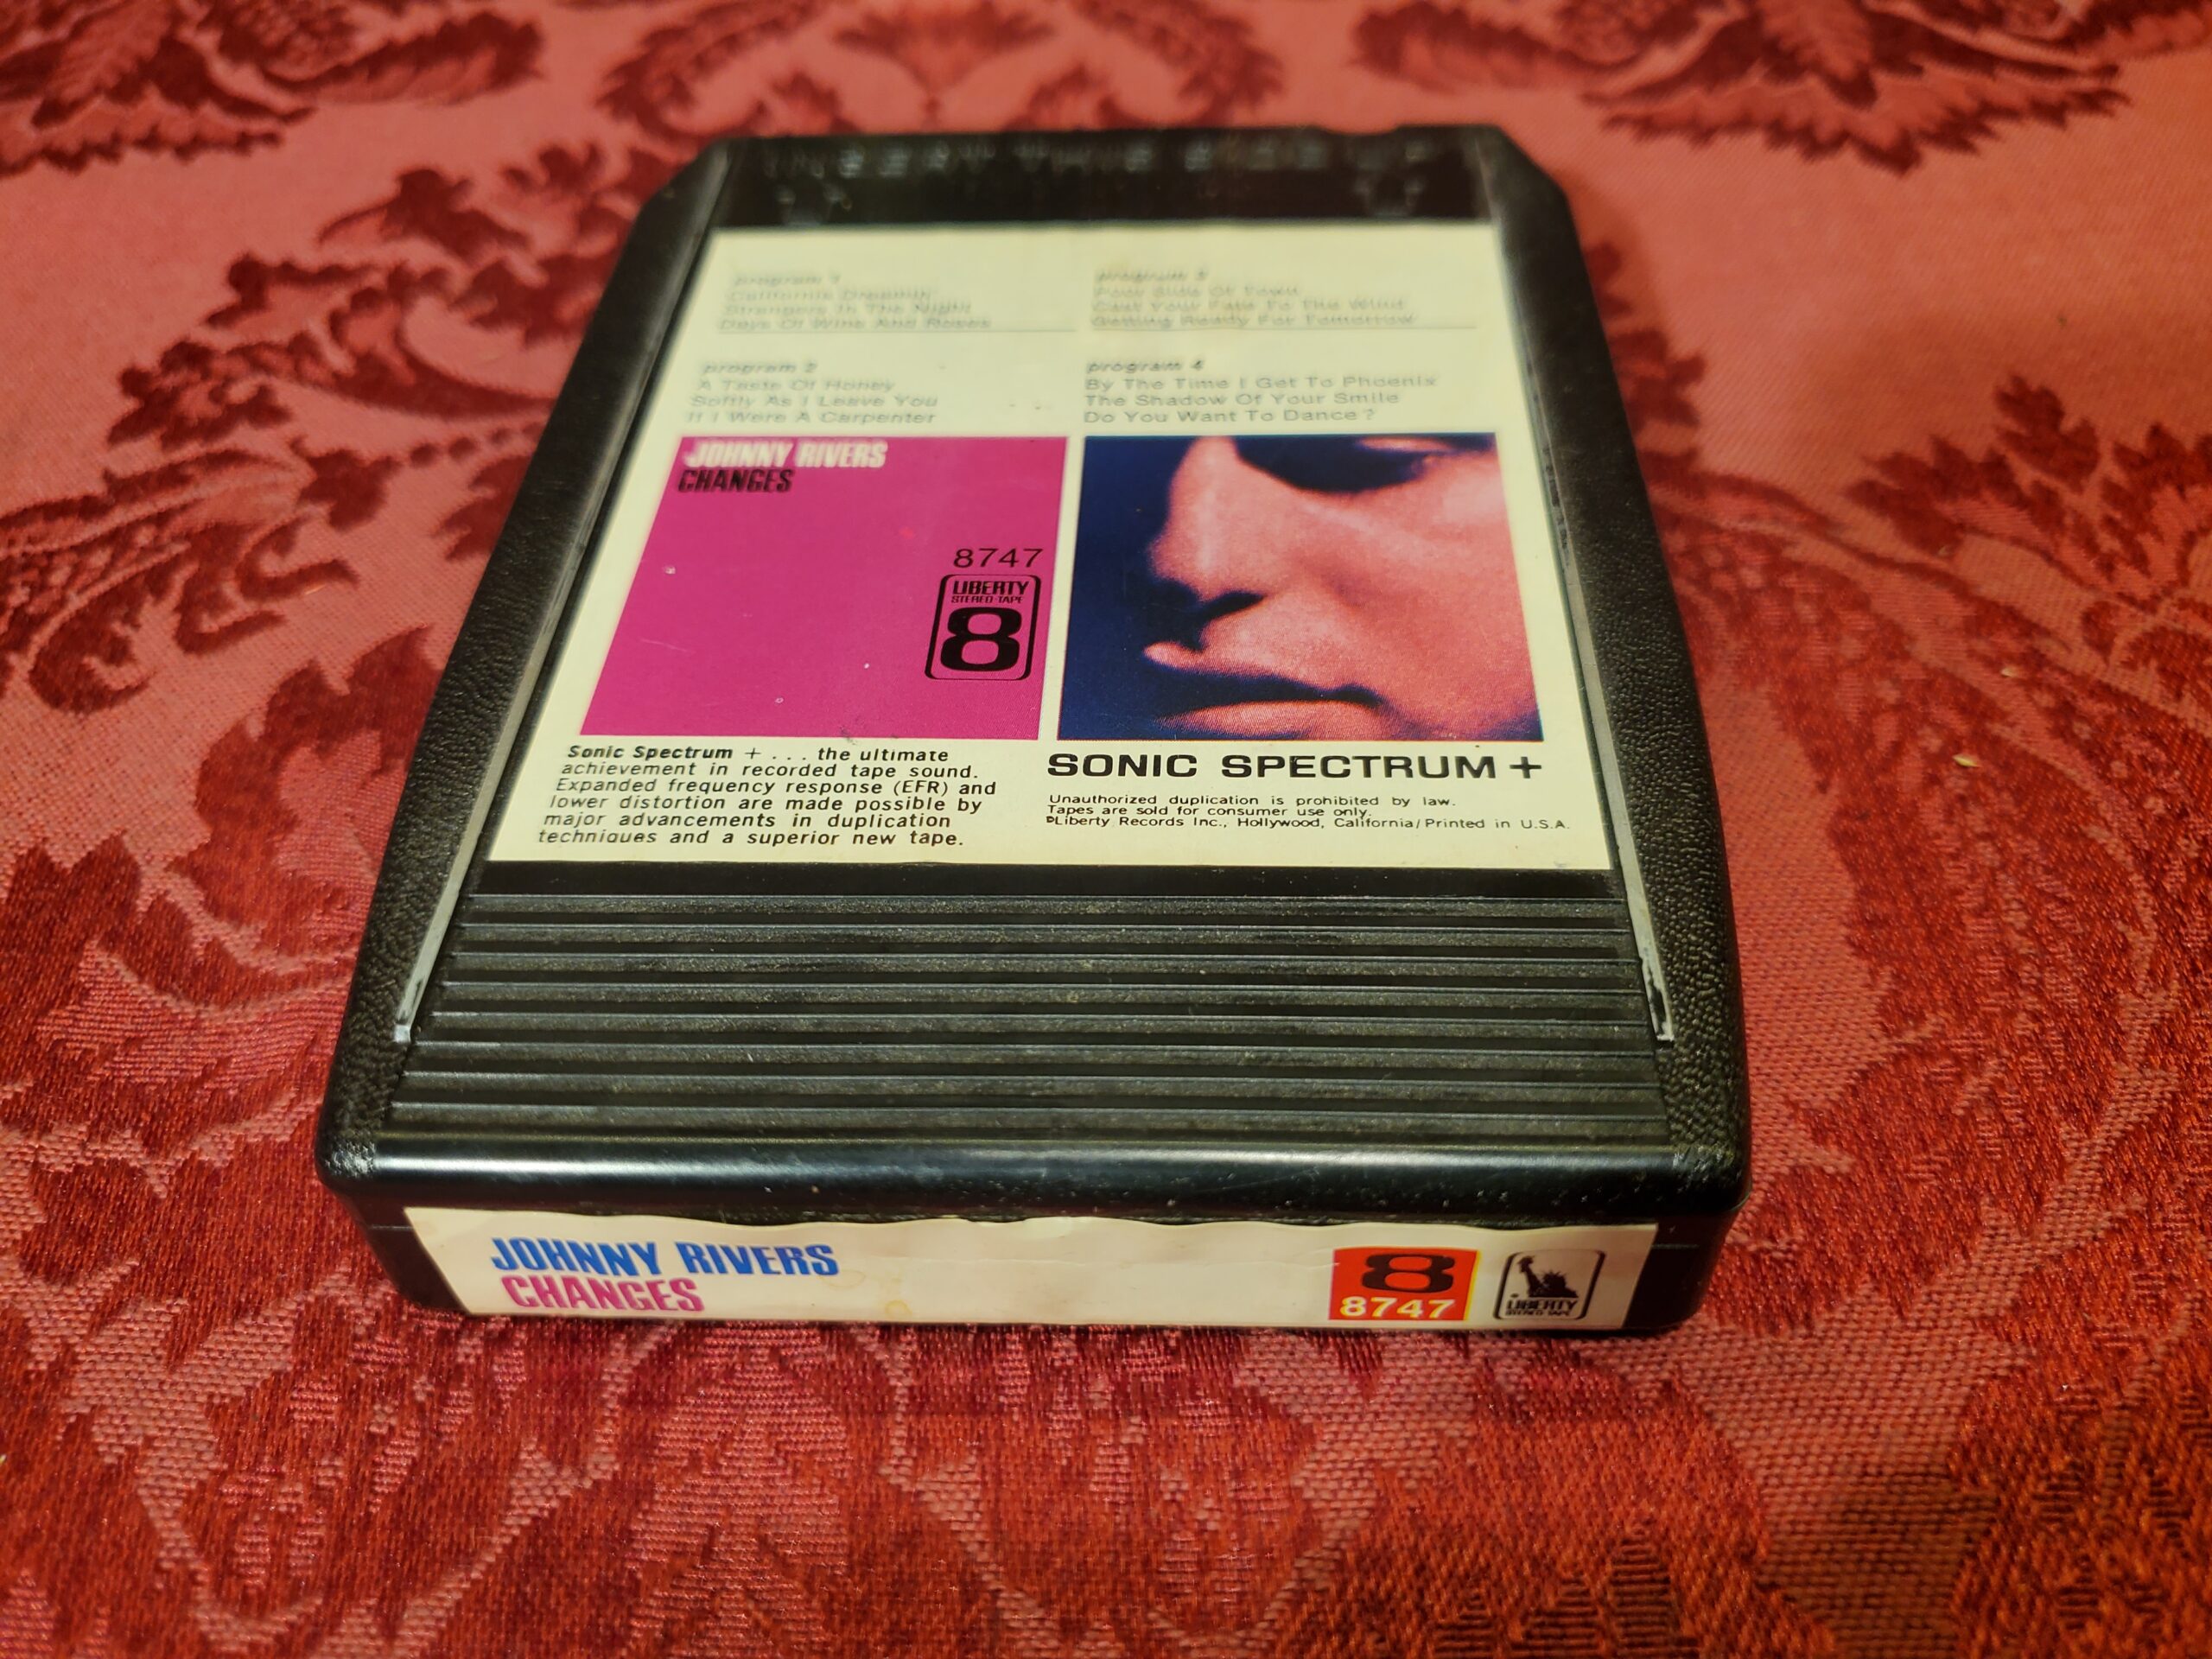 INSERT THIS SIDE UP
program 1
California Dreamin'
Strangers In The Night
Days Of Wine And Roses
program 2
A Taste Of Honey
Softly As I Leave You
If I Were A Carpenter
program 3
Poor Side Of Town
Cast Your Fate To The Wind
Getting Ready For Tomorrow
program 4
By The Time I Get To Phoenix
The Shadow Of Your Smile
Do You Want To Dance?
JOHNNY RIVERS
CHANGES
8747
LIBERTY
STEREO-TAPE
8
Sonic Spectrum + ... the ultimate
achievement in recorded tape sound.
Expanded frequency response (EFR) and
lower distortion are made possible by
major advancements in duplication
techniques and a superior new tape.
SONIC SPECTRUM +
Unauthorized duplication is prohibited by law.
Tapes are sold for consumer use only.
℗Liberty Records Inc., Hollywood, California/Printed in U.S.A.
JOHNNY RIVERS
CHANGES
8
8747
LIBERTY
STEREO-TAPE